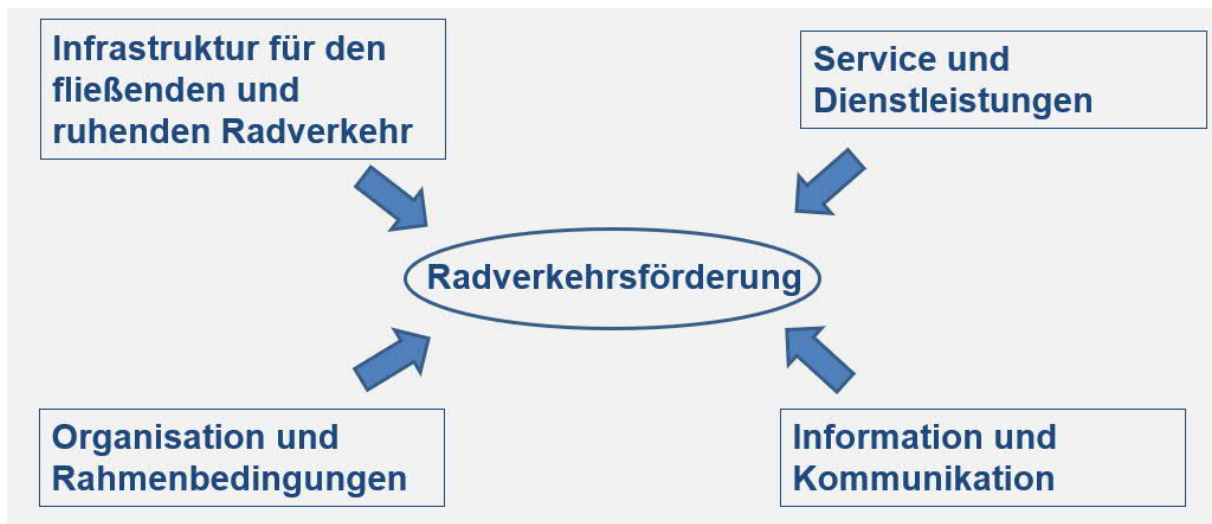 Infrastruktur für den
fließenden und
ruhenden Radverkehr
Service und
Dienstleistungen
Radverkehrsförderung
Organisation und
Rahmenbedingungen
Information und
Kommunikation